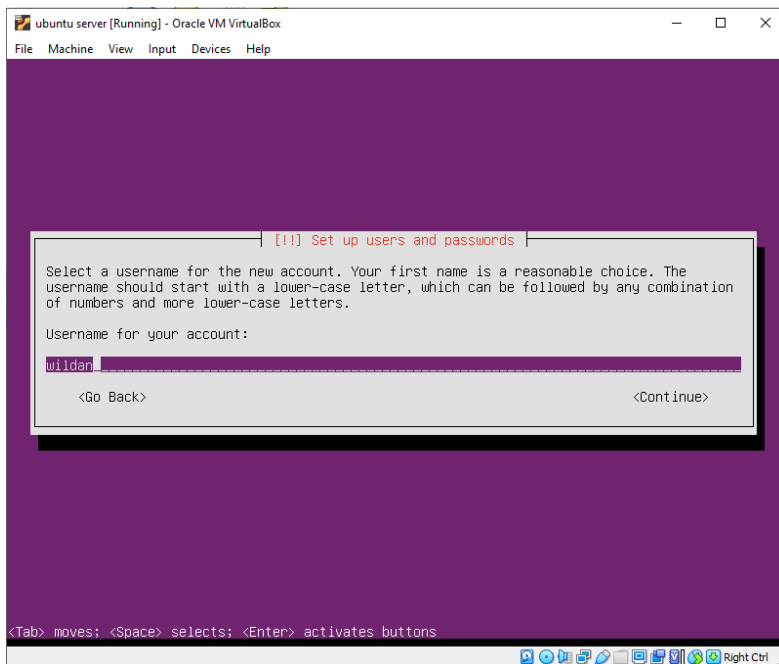 ubuntu server [Running] - Oracle VM VirtualBox
File Machine View Input Devices Help
[!!] Set up users and passwords
Select a username for the new account. Your first name is a reasonable choice. The
username should start with a lower-case letter, which can be followed by any combination
of numbers and more lower-case letters.
Username for your account:
wildan
<Go Back> <Continue>
<Tab> moves; <Space> selects; <Enter> activates buttons
Right Ctrl